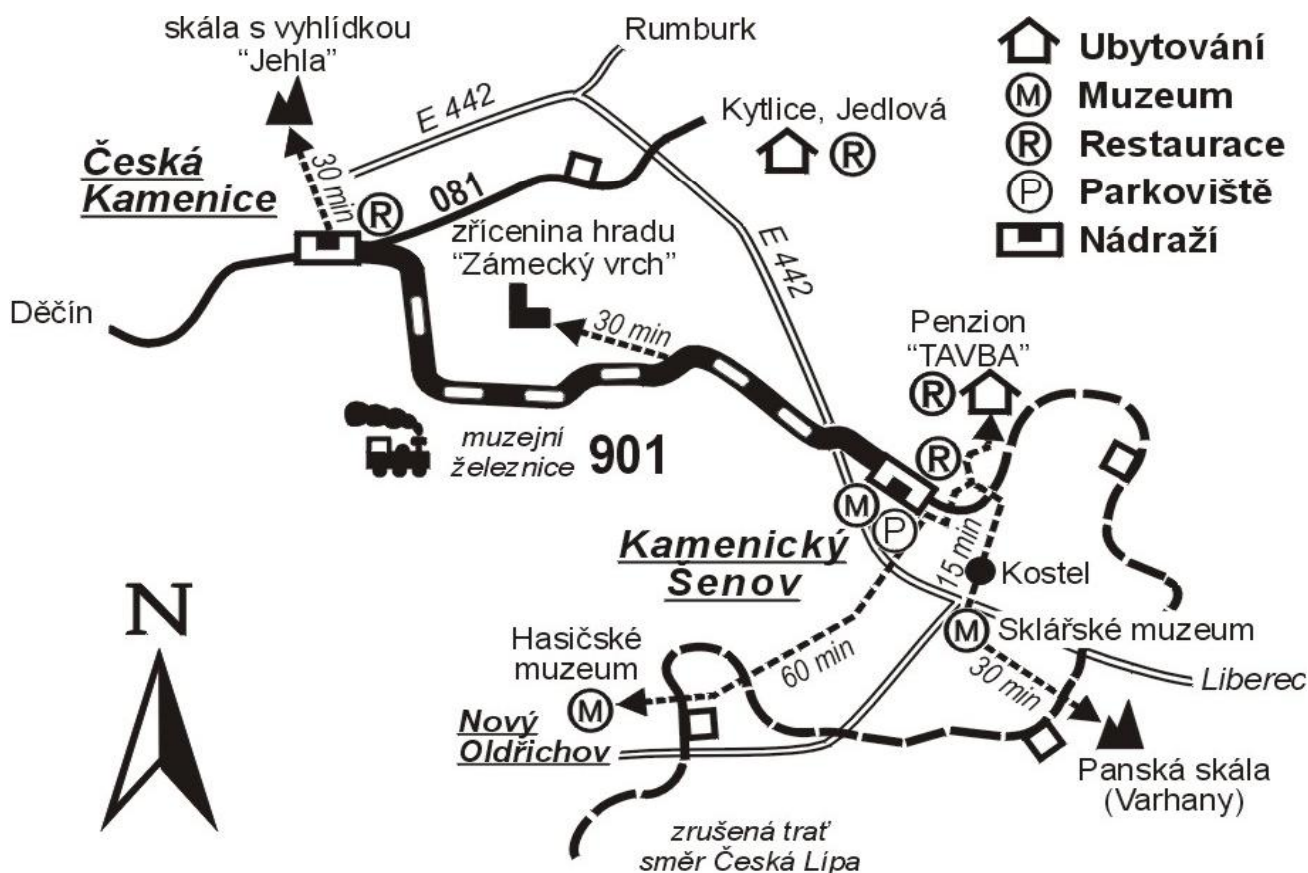 skála s vyhlídkou
“Jehla”
Rumburk
Ubytování
M Muzeum
R Restaurace
P Parkoviště
Nádraží
E 442
Kytlice, Jedlová
R
Česká
Kamenice
30 min
R
081
zřícenina hradu
“Zámecký vrch”
E 442
Děčín
30 min
Penzion
“TAVBA”
R
muzejní
železnice 901
R
M
P
Kamenický
Šenov
15 min
Kostel
N
Hasičské
muzeum
M
60 min
M Sklářské muzeum
30 min
Liberec
Nový
Oldřichov
Panská skála
(Varhany)
zrušená trať
směr Česká Lípa